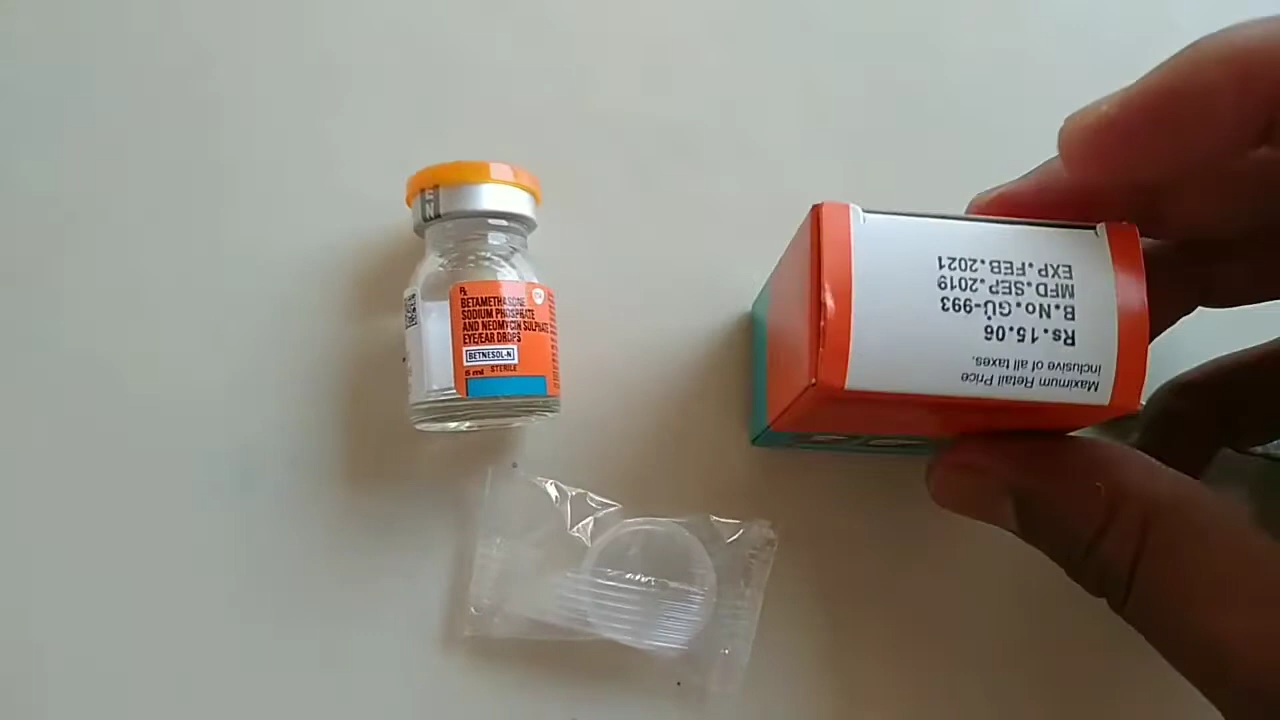 EN
Rx
BETAMETHASONE
SODIUM PHOSPHATE
AND NEOMYCIN SULPHATE
EYE/EAR DROPS
BETNESOL-N
5 ml STERILE
Maximum Retail Price
inclusive of all taxes.
Rs.15.06
B.No.GU-993
MFD.SEP.2019
EXP.FEB.2021